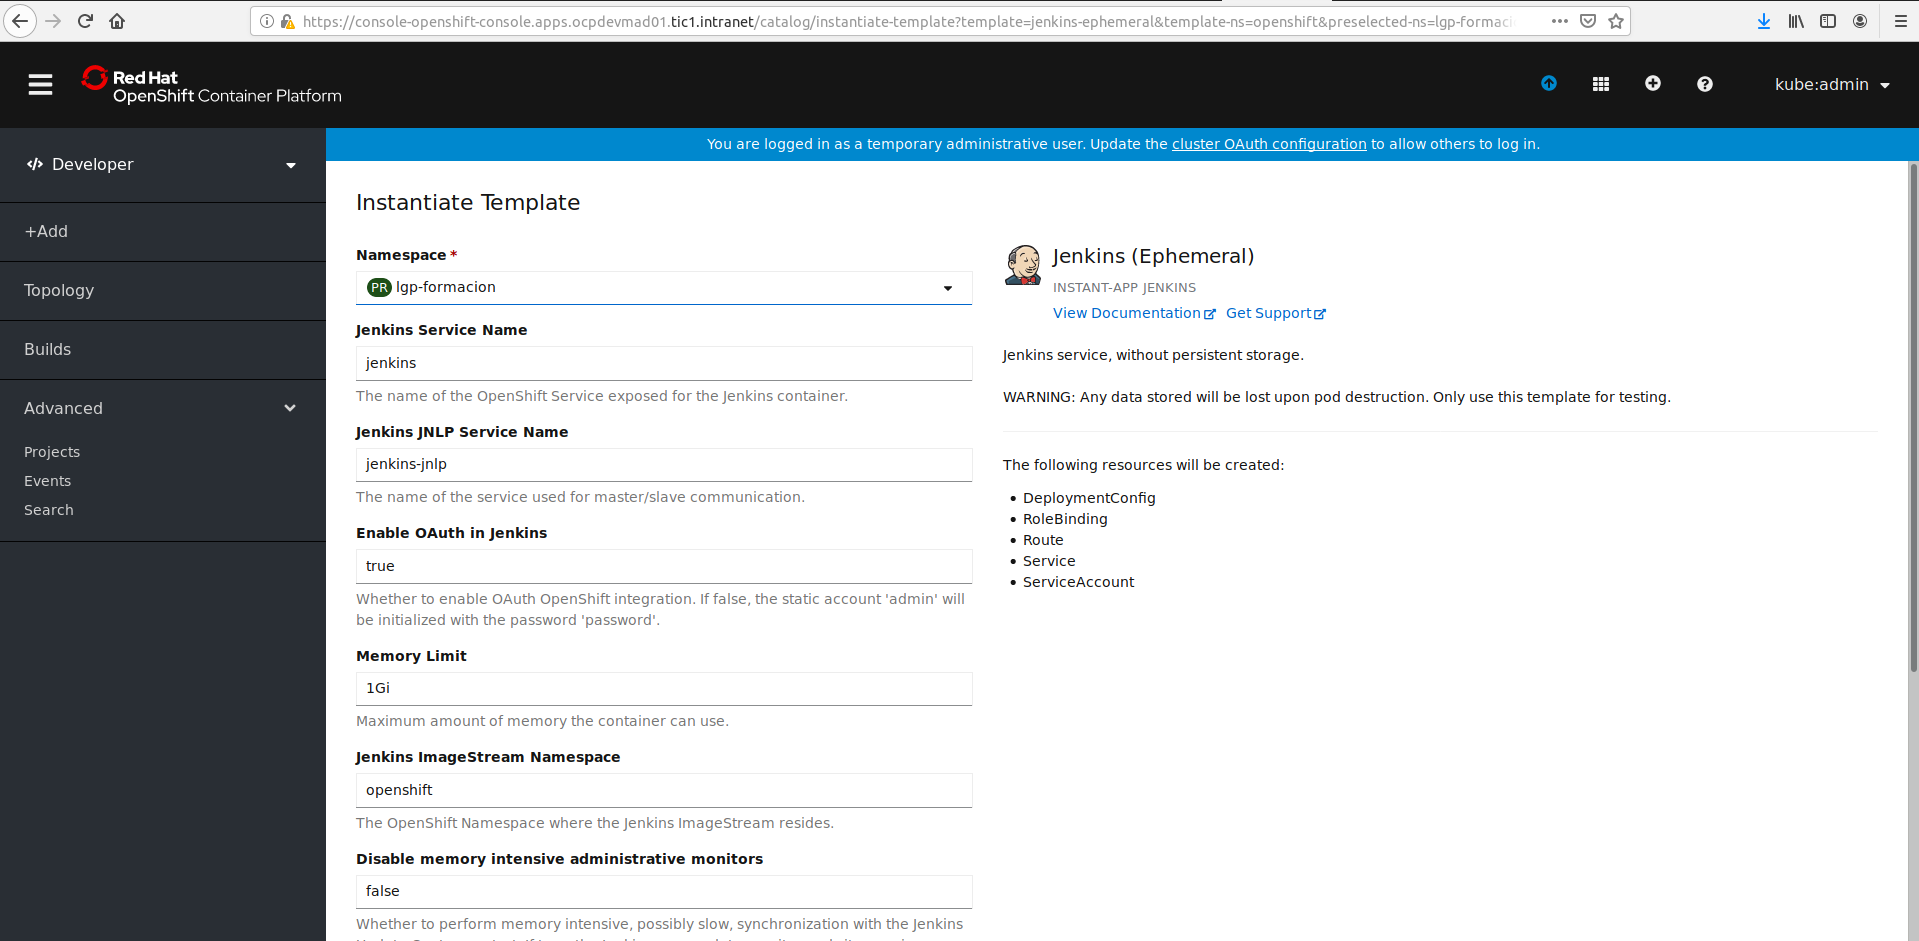 https://console-openshift-console.apps.ocpdevmad01.tic1.intranet/catalog/instantiate-template?template=jenkins-ephemeral&template-ns=openshift&preselected-ns=lgp-formaci
Red Hat
OpenShift Container Platform
kube:admin
Developer
+Add
Topology
Builds
Advanced
Projects
Events
Search
You are logged in as a temporary administrative user. Update the cluster OAuth configuration to allow others to log in.
Instantiate Template
Namespace *
PR lgp-formacion
Jenkins Service Name
jenkins
The name of the OpenShift Service exposed for the Jenkins container.
Jenkins JNLP Service Name
jenkins-jnlp
The name of the service used for master/slave communication.
Enable OAuth in Jenkins
true
Whether to enable OAuth OpenShift integration. If false, the static account 'admin' will
be initialized with the password 'password'.
Memory Limit
1Gi
Maximum amount of memory the container can use.
Jenkins ImageStream Namespace
openshift
The OpenShift Namespace where the Jenkins ImageStream resides.
Disable memory intensive administrative monitors
false
Whether to perform memory intensive, possibly slow, synchronization with the Jenkins
Jenkins (Ephemeral)
INSTANT-APP JENKINS
View Documentation Get Support
Jenkins service, without persistent storage.
WARNING: Any data stored will be lost upon pod destruction. Only use this template for testing.
The following resources will be created:
• DeploymentConfig
• RoleBinding
• Route
• Service
• ServiceAccount